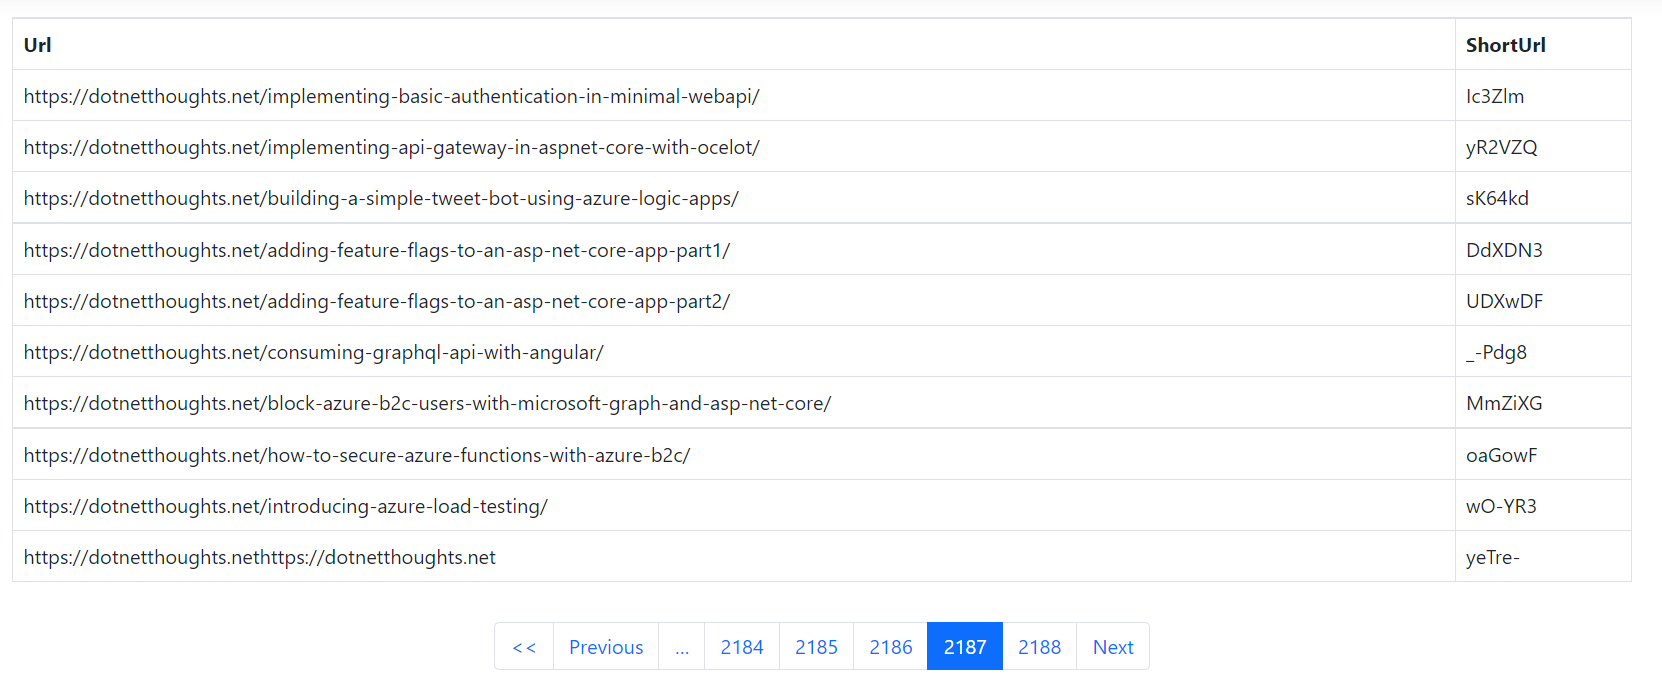 Url ShortUrl
https://dotnetthoughts.net/implementing-basic-authentication-in-minimal-webapi/ Ic3Zlm
https://dotnetthoughts.net/implementing-api-gateway-in-aspnet-core-with-ocelot/ yR2VZQ
https://dotnetthoughts.net/building-a-simple-tweet-bot-using-azure-logic-apps/ sK64kd
https://dotnetthoughts.net/adding-feature-flags-to-an-asp-net-core-app-part1/ DdXDN3
https://dotnetthoughts.net/adding-feature-flags-to-an-asp-net-core-app-part2/ UDXwDF
https://dotnetthoughts.net/consuming-graphql-api-with-angular/ _-Pdg8
https://dotnetthoughts.net/block-azure-b2c-users-with-microsoft-graph-and-asp-net-core/ MmZiXG
https://dotnetthoughts.net/how-to-secure-azure-functions-with-azure-b2c/ oaGowF
https://dotnetthoughts.net/introducing-azure-load-testing/ wO-YR3
https://dotnetthoughts.nethttps://dotnetthoughts.net yeTre-
<< Previous ... 2184 2185 2186 2187 2188 Next